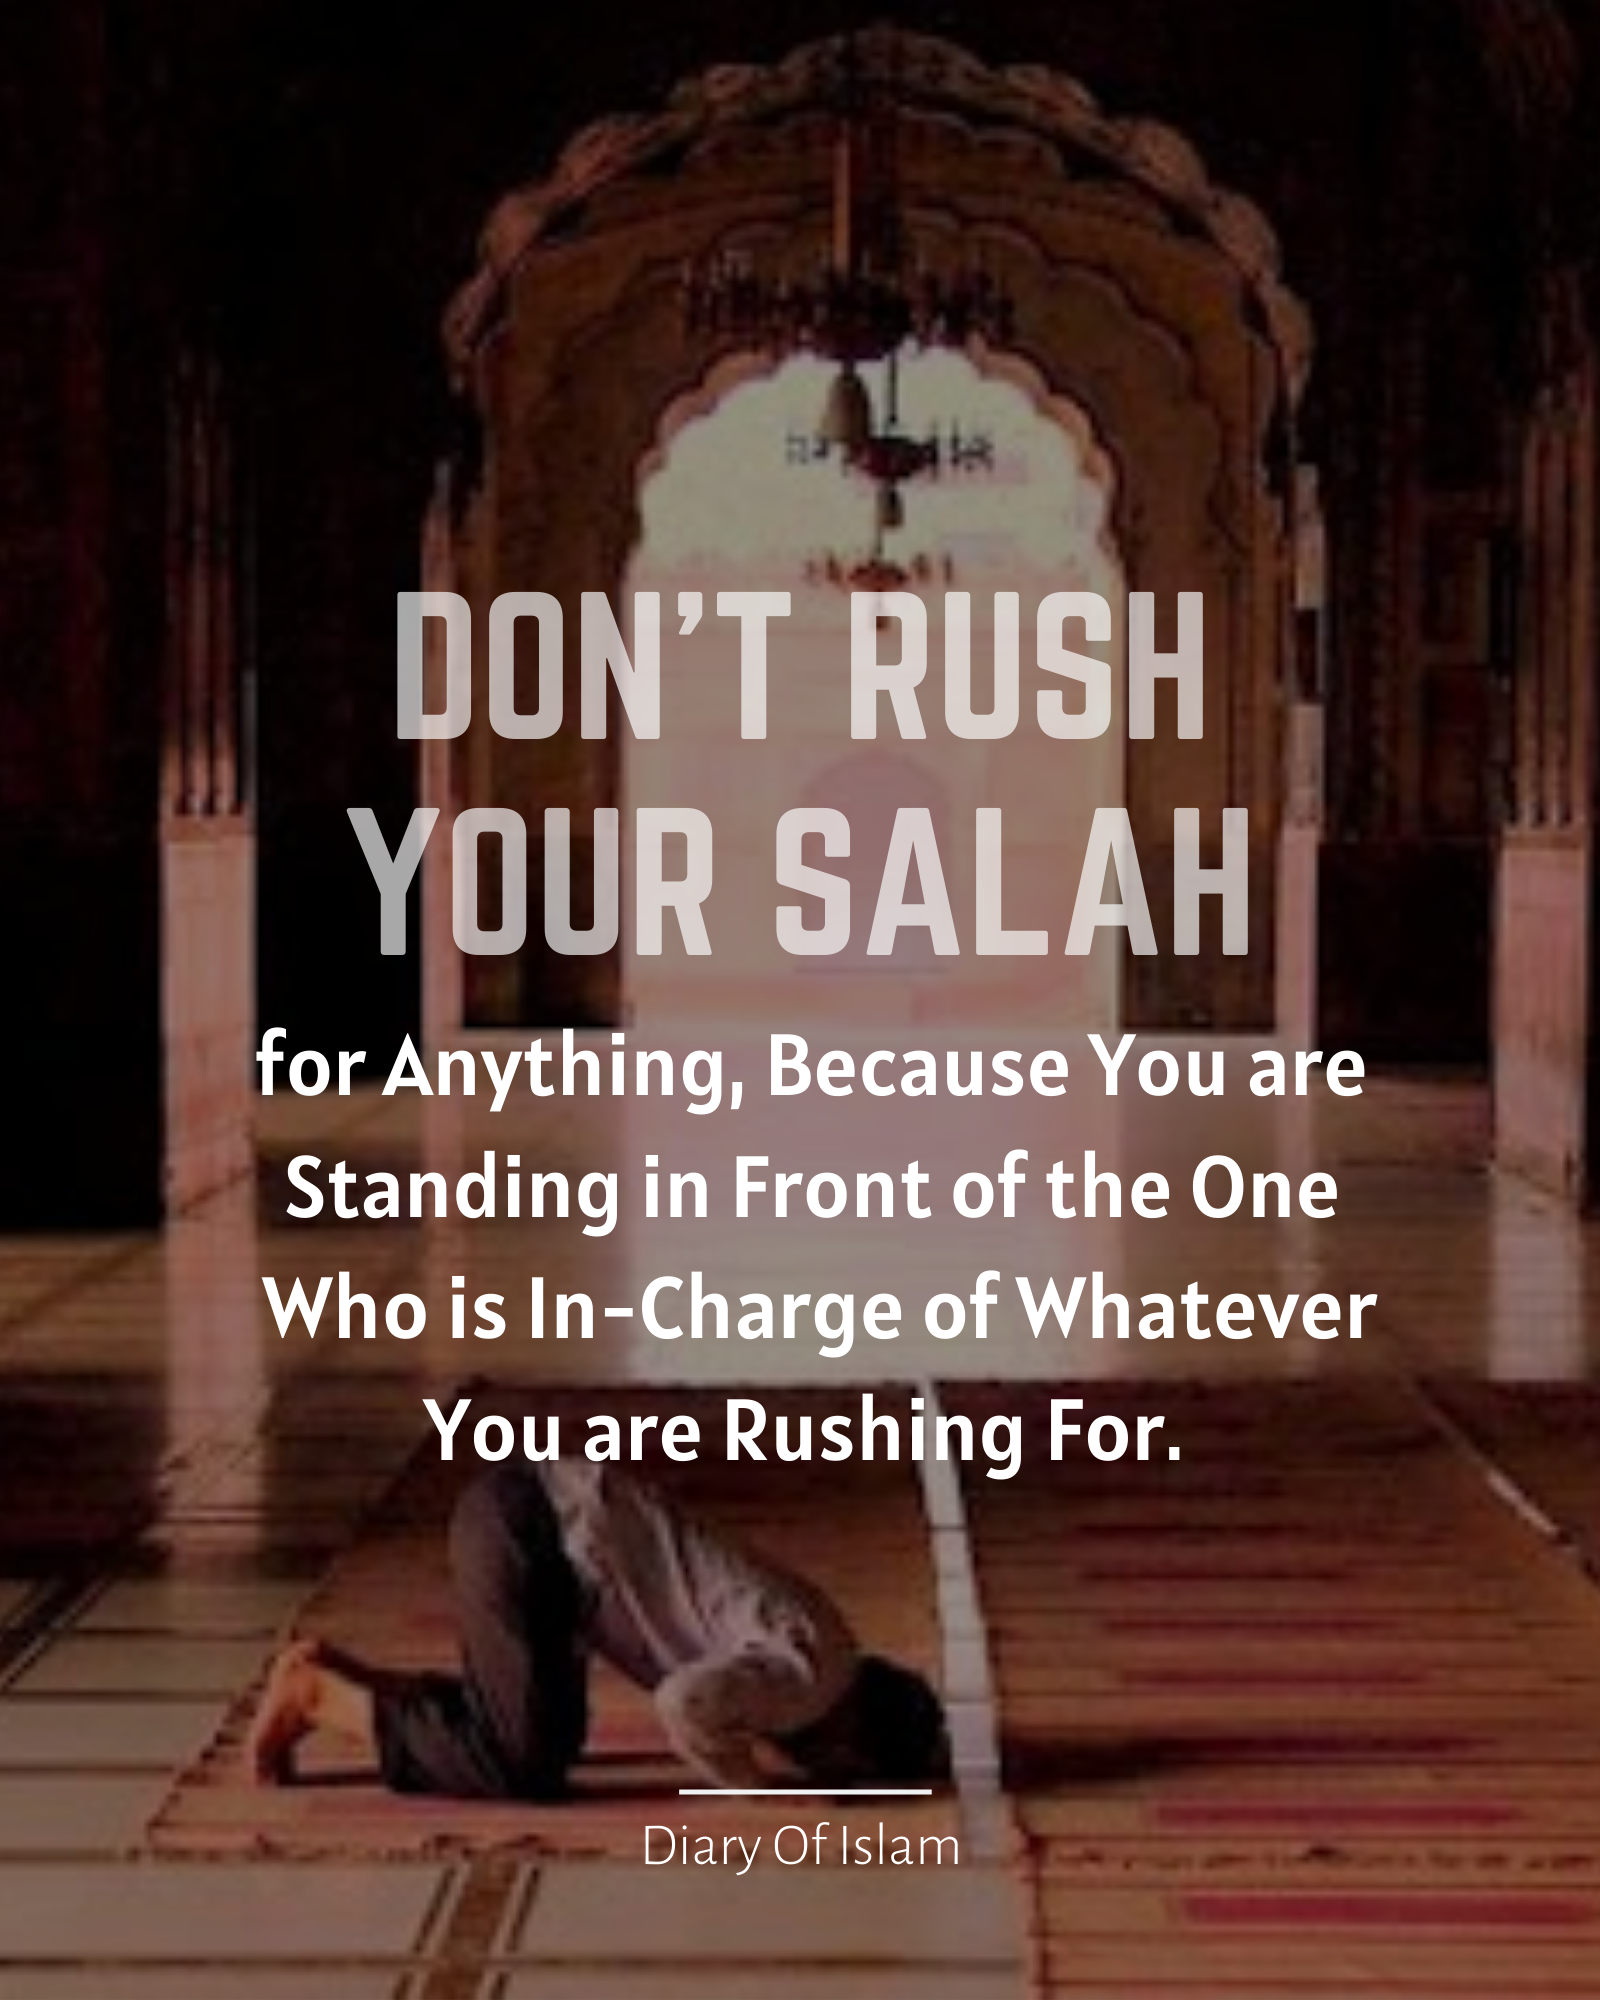 DON'T RUSH
YOUR SALAH
for Anything, Because You are
Standing in Front of the One
Who is In-Charge of Whatever
You are Rushing For.
Diary Of Islam